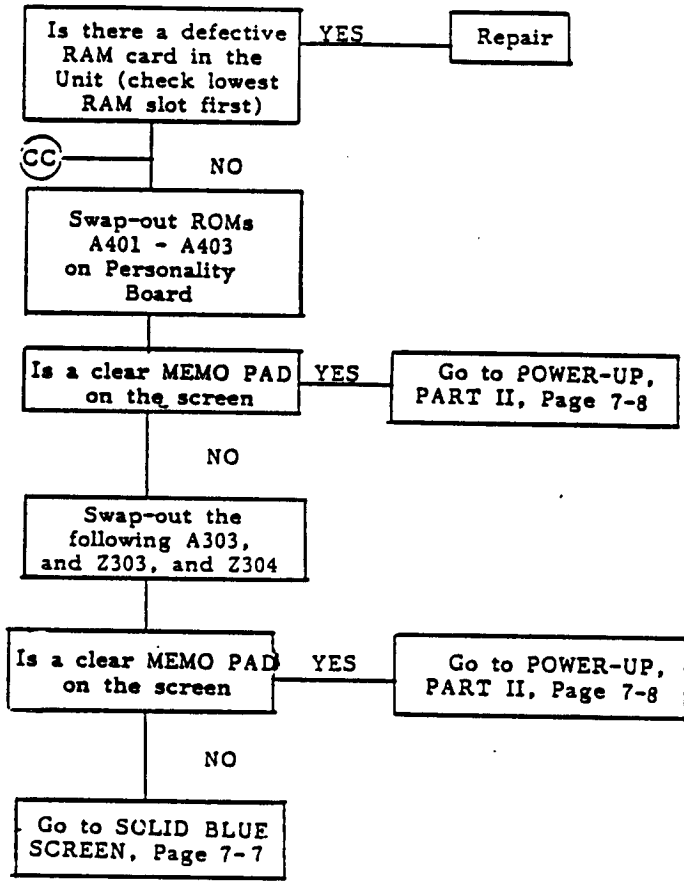 Is there a defective
RAM card in the
Unit (check lowest
RAM slot first)
YES
Repair
CC
NO
Swap-out ROMs
A401 - A403
on Personality
Board
Is a clear MEMO PAD
on the screen
YES
Go to POWER-UP,
PART II, Page 7-8
NO
Swap-out the
following A303,
and Z303, and Z304
Is a clear MEMO PAD
on the screen
YES
Go to POWER-UP,
PART II, Page 7-8
NO
Go to SOLID BLUE
SCREEN, Page 7-7